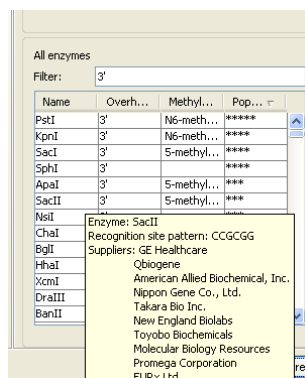 All enzymes
Filter: 3'
Name Overh... Methyl... Pop...
PstI 3' N6-meth... *****
KpnI 3' N6-meth... ****
SacI 3' 5-methyl... ****
SphI 3' ****
ApaI 3' 5-methyl... ***
SacII 3' 5-methyl... ***
NsiI
ChaI
BglI
HhaI
XcmI
DraIII
BanII
Enzyme: SacII
Recognition site pattern: CCGCGG
Suppliers: GE Healthcare
Qbiogene
American Allied Biochemical, Inc.
Nippon Gene Co., Ltd.
Takara Bio Inc.
New England Biolabs
Toyobo Biochemicals
Molecular Biology Resources
Promega Corporation
EURx Ltd.